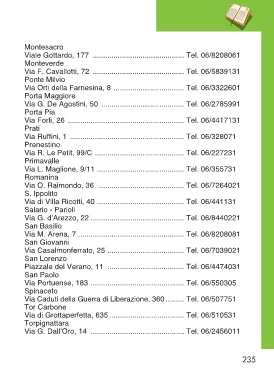 Montesacro
Viale Gottardo, 177 ........................................... Tel. 06/8208061
Monteverde
Via F. Cavallotti, 72 ........................................... Tel. 06/5839131
Ponte Milvio
Via Orti della Farnesina, 8 ................................. Tel. 06/3322601
Porta Maggiore
Via G. De Agostini, 50 ....................................... Tel. 06/2785991
Porta Pia
Via Forlì, 26 ....................................................... Tel. 06/4417131
Prati
Via Ruffini, 1 ...................................................... Tel. 06/328071
Prenestino
Via R. Le Petit, 99/C .......................................... Tel. 06/227231
Primavalle
Via L. Maglione, 9/11 ......................................... Tel. 06/355731
Romanina
Via O. Raimondo, 36 ........................................ Tel. 06/7264021
S. Ippolito
Via di Villa Ricotti, 40 ......................................... Tel. 06/441131
Salario - Parioli
Via G. d'Arezzo, 22 ............................................ Tel. 06/8440221
San Basilio
Via M. Arena, 7 .................................................. Tel. 06/8208081
San Giovanni
Via Casalmonferrato, 25 .................................... Tel. 06/7039021
San Lorenzo
Piazzale del Verano, 11 .................................... Tel. 06/4474031
San Paolo
Via Portuense, 183 ............................................ Tel. 06/550305
Spinaceto
Via Caduti della Guerra di Liberazione, 360 ......... Tel. 06/507751
Tor Carbone
Via di Grottaperfetta, 635 ................................... Tel. 06/510531
Torpignattara
Via G. Dall'Oro, 14 ............................................ Tel. 06/2456011
235